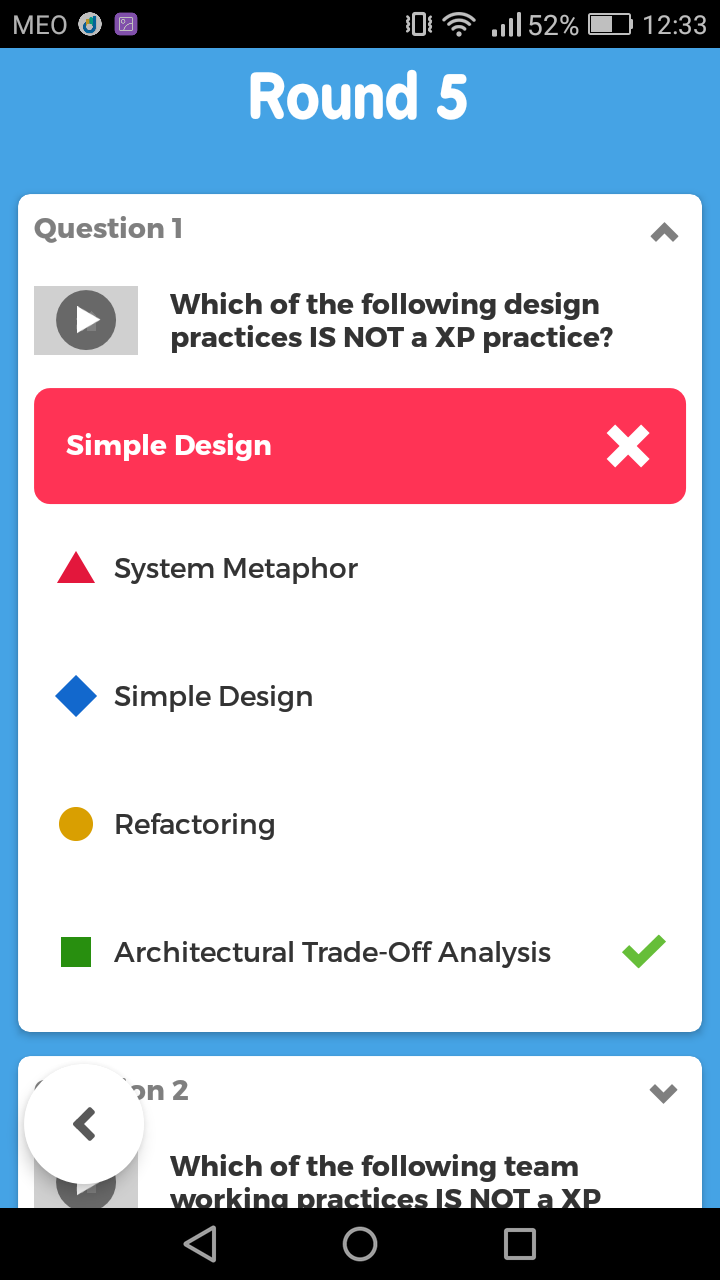 MEO 52% 12:33
Round 5
Question 1
Which of the following design
practices IS NOT a XP practice?
Simple Design
System Metaphor
Simple Design
Refactoring
Architectural Trade-Off Analysis
on 2
Which of the following team
working practices IS NOT a XP